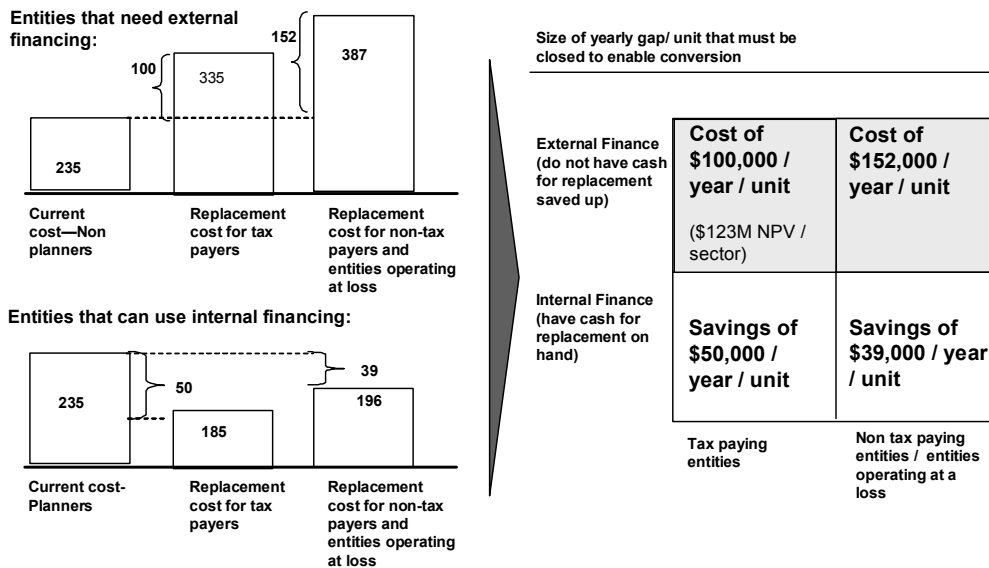 Entities that need external
financing:
152
387
100
335
235
Current
cost—Non
planners
Replacement
cost for tax
payers
Replacement
cost for non-tax
payers and
entities operating
at loss
Entities that can use internal financing:
50
39
235
185
196
Current cost-
Planners
Replacement
cost for tax
payers
Replacement
cost for non-tax
payers and
entities operating
at loss
Size of yearly gap/ unit that must be
closed to enable conversion
External Finance
(do not have cash
for replacement
saved up)
Cost of
$100,000 /
year / unit
($123M NPV /
sector)
Cost of
$152,000 /
year / unit
Internal Finance
(have cash for
replacement on
hand)
Savings of
$50,000 /
year / unit
Savings of
$39,000 / year
/ unit
Tax paying
entities
Non tax paying
entities / entities
operating at a
loss